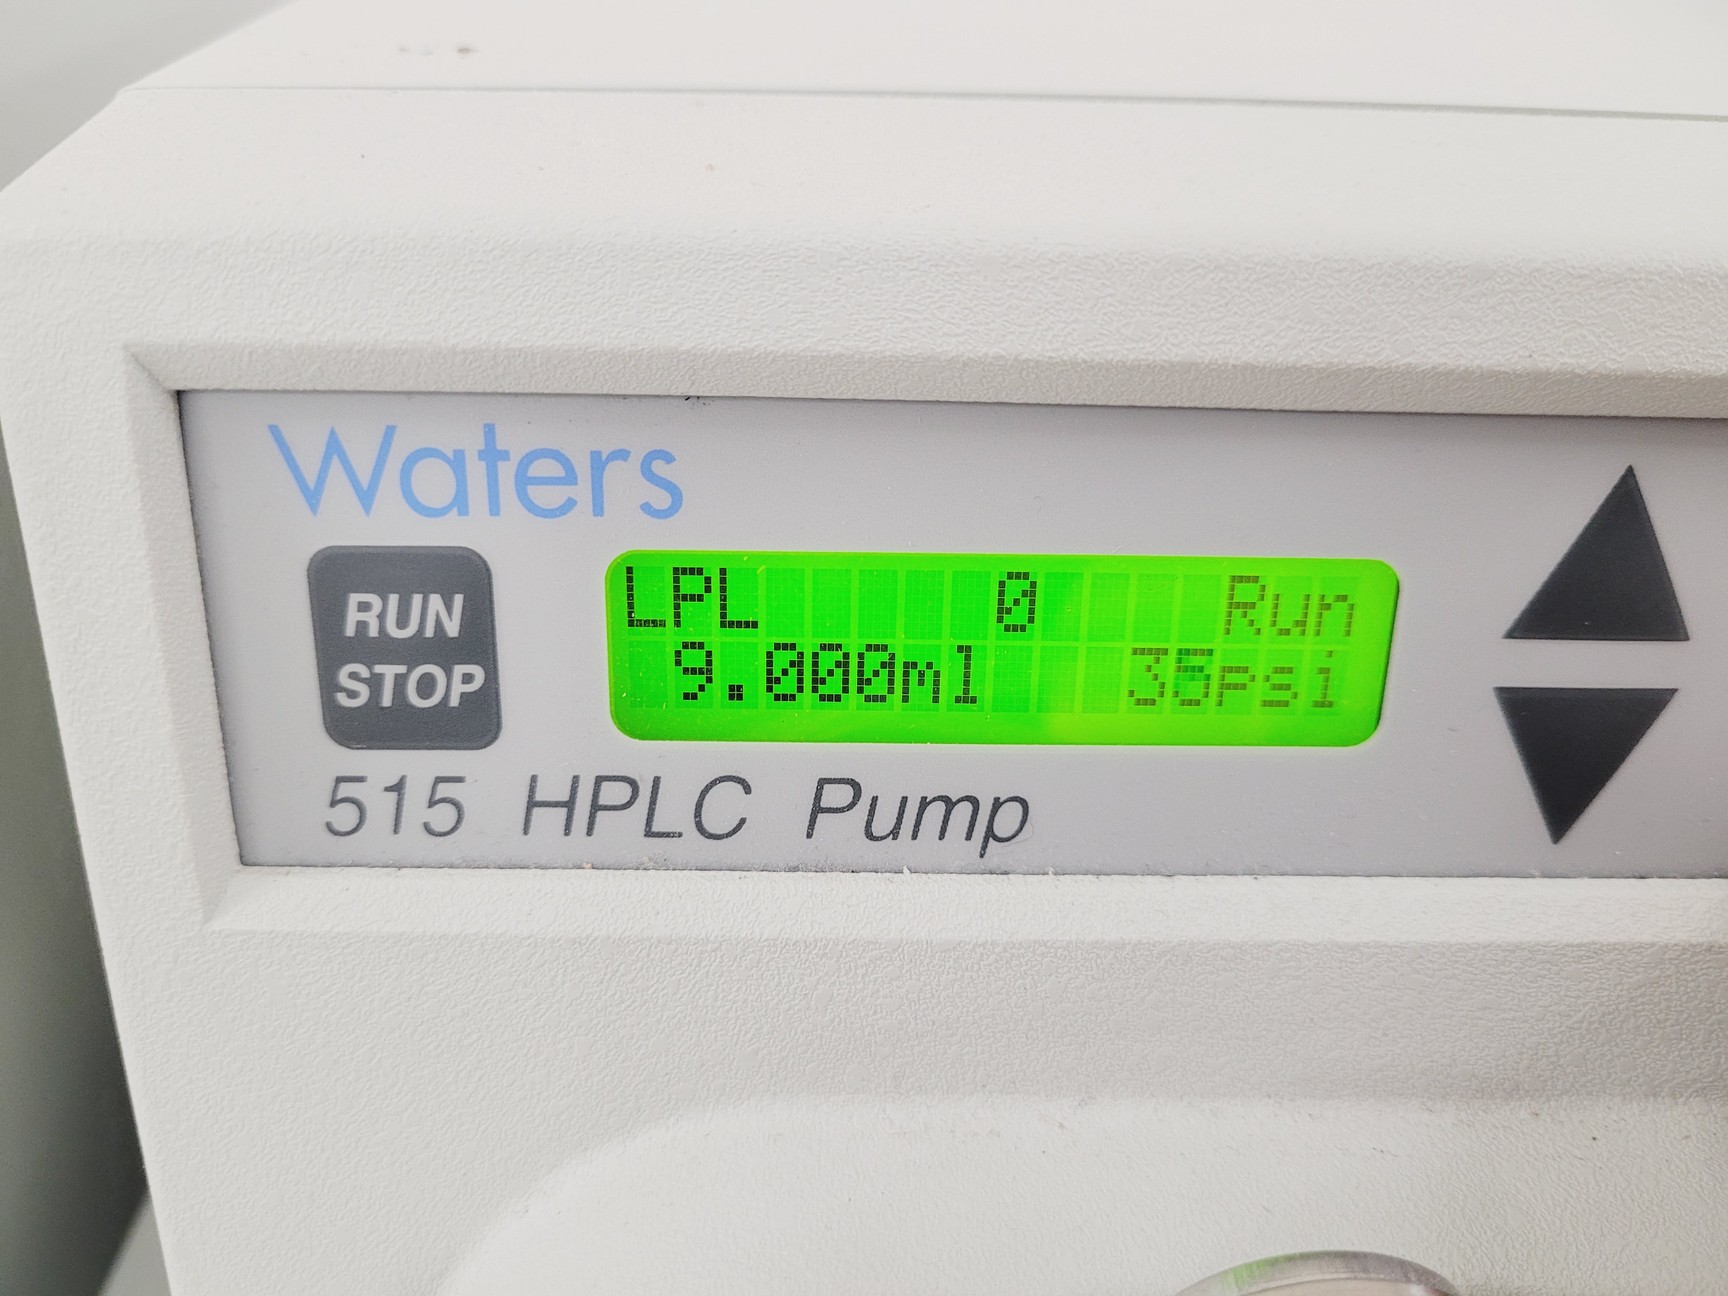 Waters
RUN
STOP
LPL 0 Run
9.000ml 35psi
515 HPLC Pump